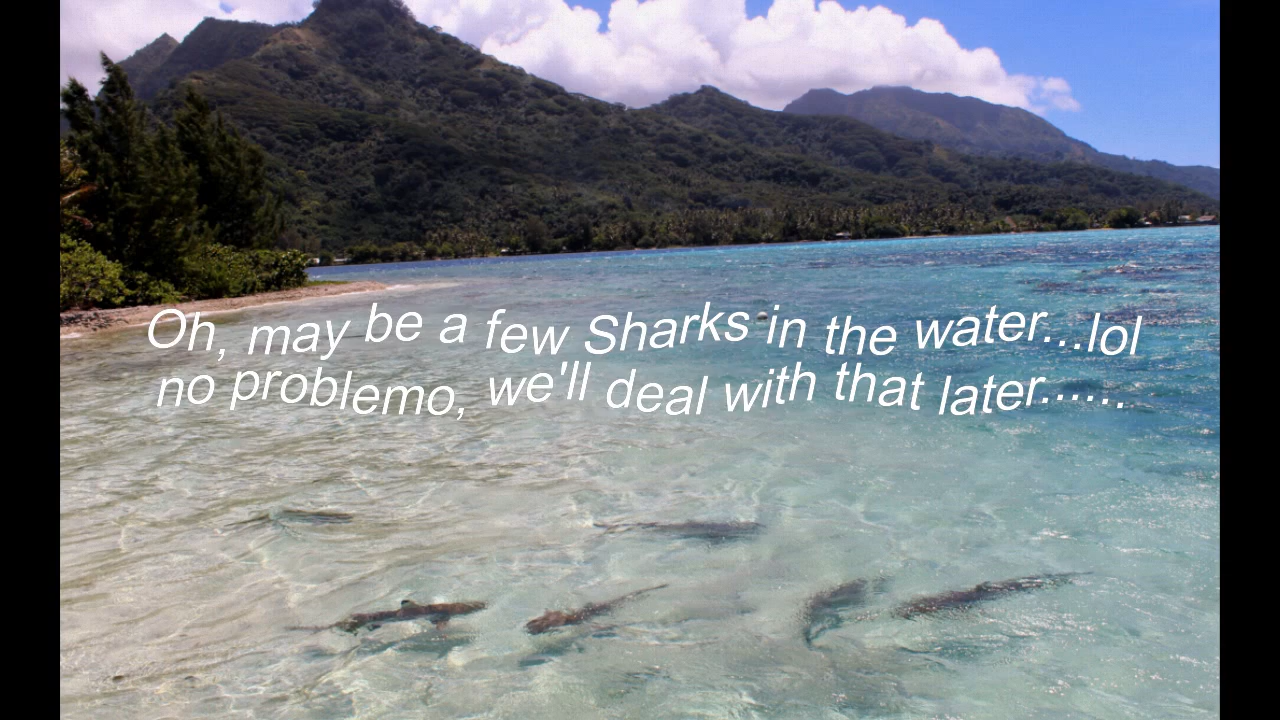 Oh, may be a few Sharks in the water...lol
no problemo, we'll deal with that later......